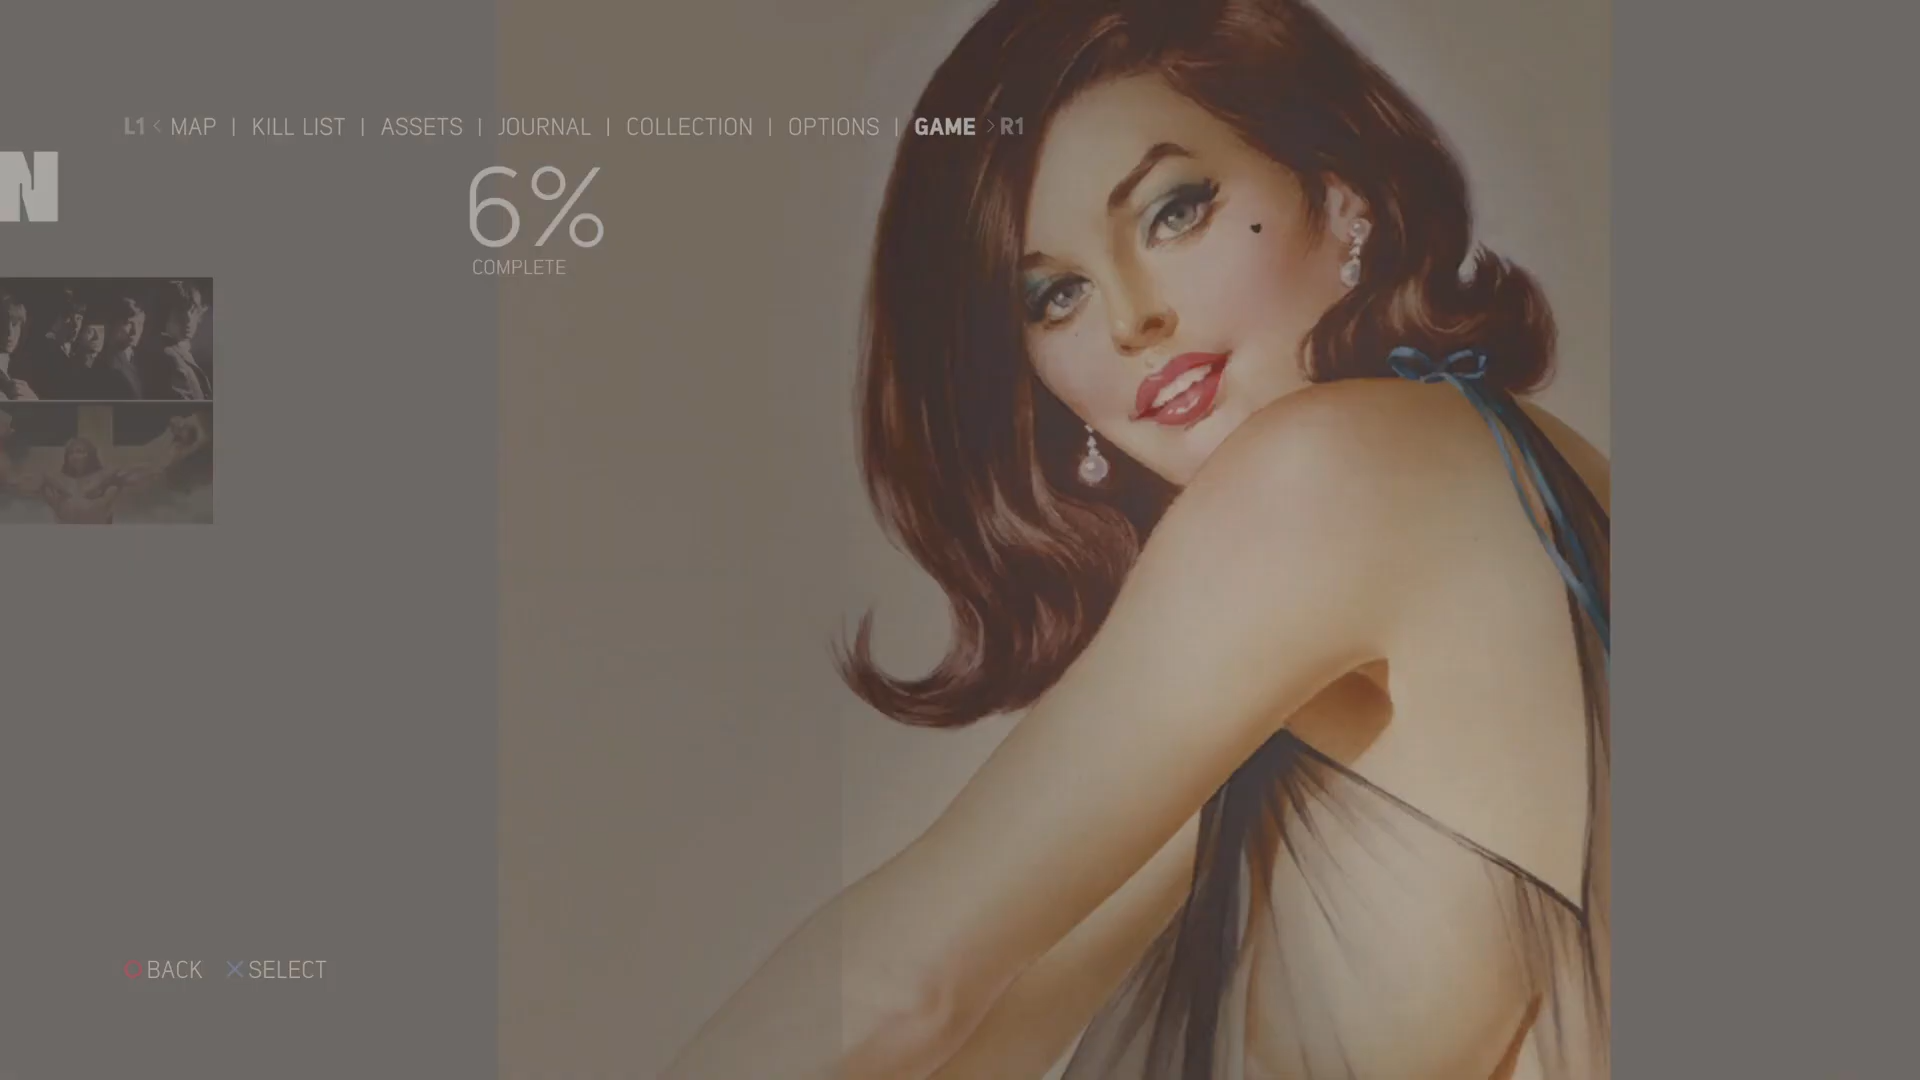 L1 < MAP | KILL LIST | ASSETS | JOURNAL | COLLECTION | OPTIONS | GAME > R1
N
6%
COMPLETE
BACK SELECT